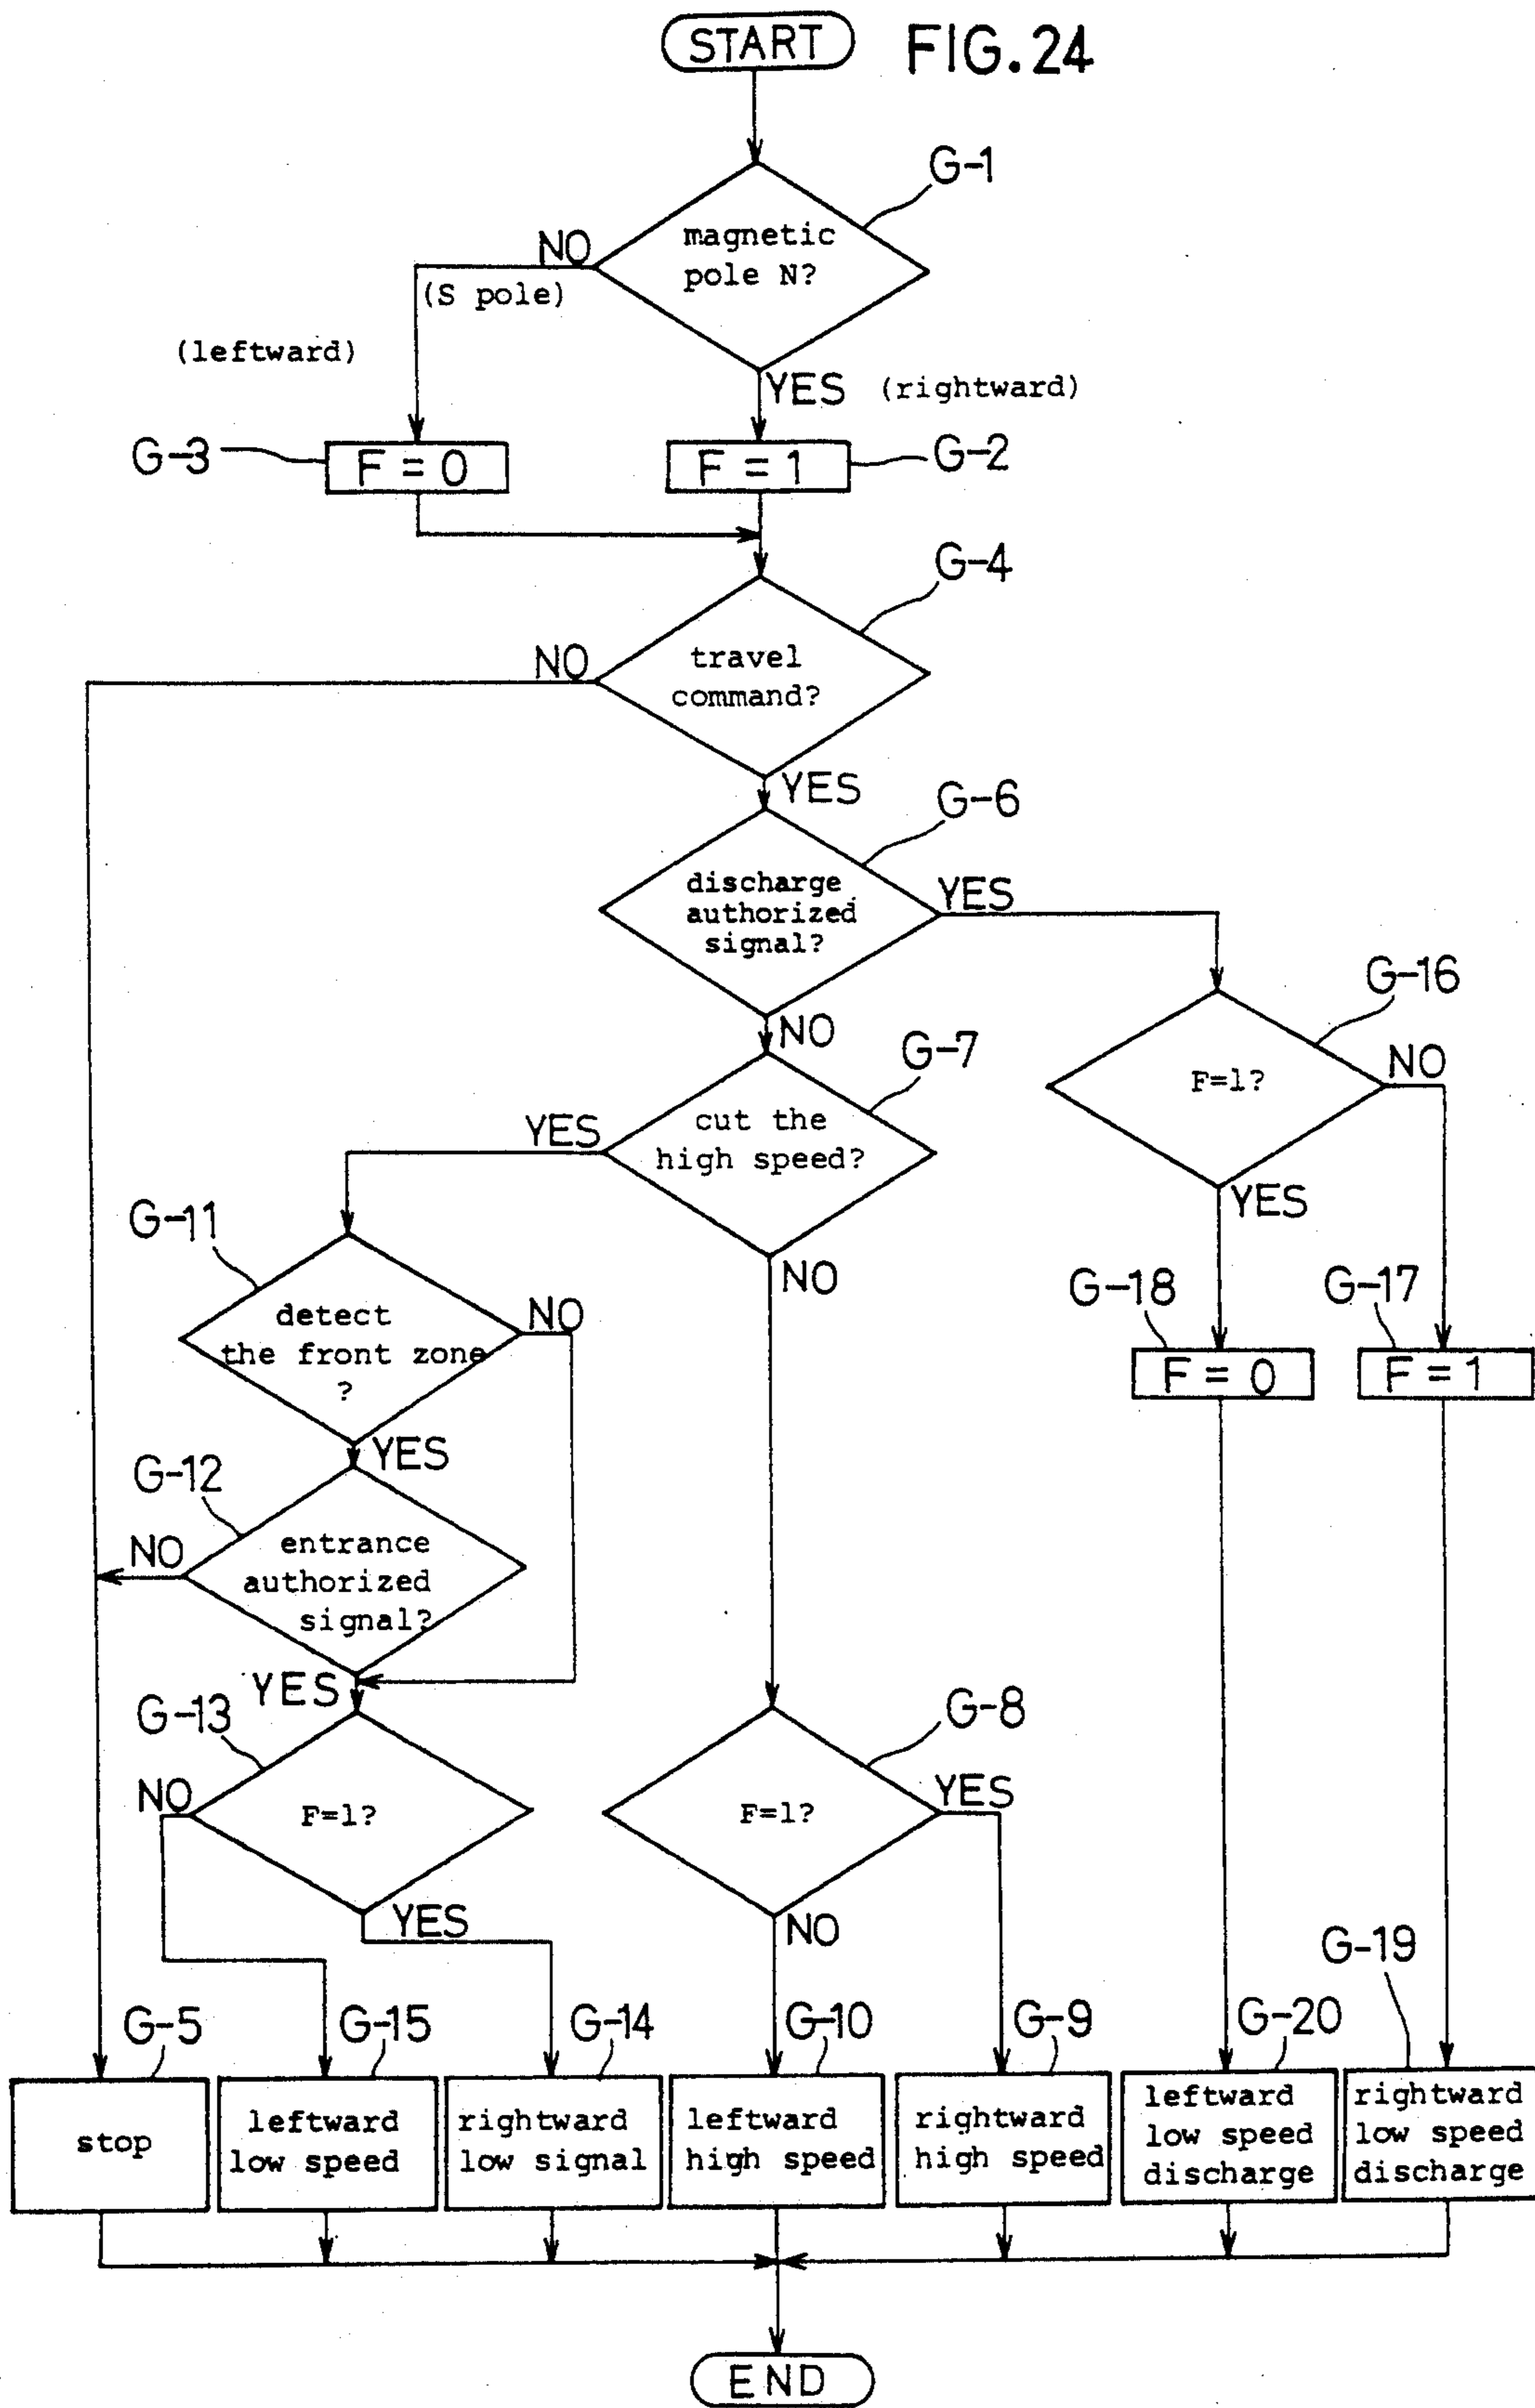 START
FIG.24
G-1
magnetic
pole N?
NO
(S pole)
(leftward)
YES
(rightward)
G-3
F = 0
F = 1
G-2
G-4
travel
command?
NO
YES
G-6
discharge
authorized
signal?
YES
NO
G-16
F=1?
NO
YES
G-7
cut the
high speed?
YES
NO
G-11
detect
the front zone
?
NO
YES
G-18
F = 0
G-17
F = 1
G-12
entrance
authorized
signal?
NO
YES
G-13
F=1?
NO
YES
G-8
F=1?
YES
NO
G-5
stop
G-15
leftward
low speed
G-14
rightward
low signal
G-10
leftward
high speed
G-9
rightward
high speed
G-20
leftward
low speed
discharge
G-19
rightward
low speed
discharge
END